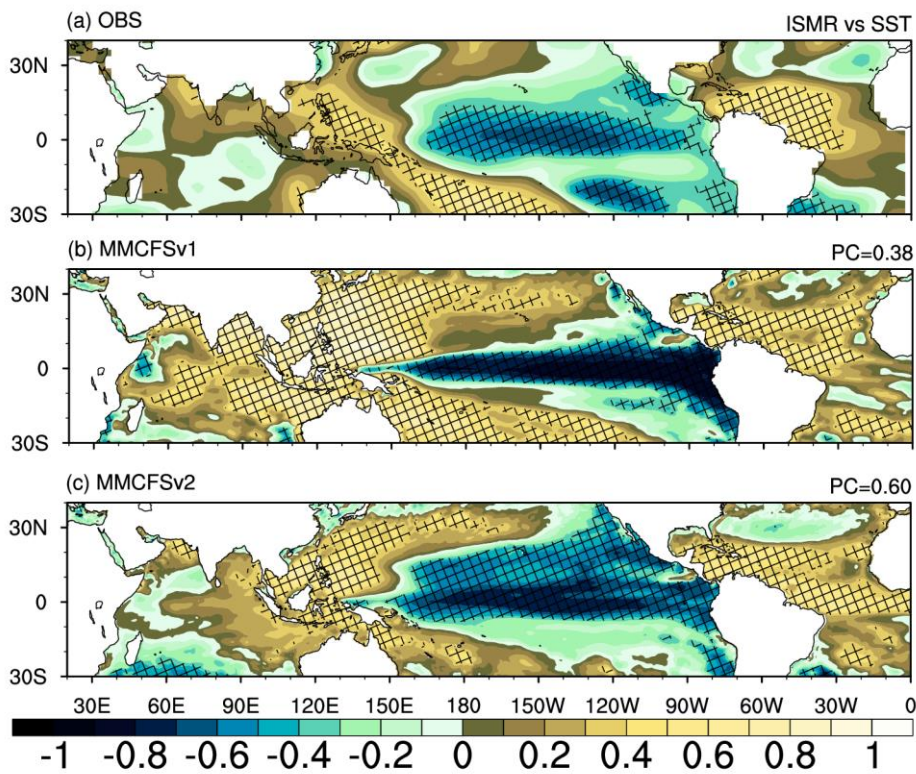 (a) OBS ISMR vs SST
30N
0
30S
(b) MMCFSv1 PC=0.38
30N
0
30S
(c) MMCFSv2 PC=0.60
30N
0
30S
30E 60E 90E 120E 150E 180 150W 120W 90W 60W 30W 0
-1 -0.8 -0.6 -0.4 -0.2 0 0.2 0.4 0.6 0.8 1